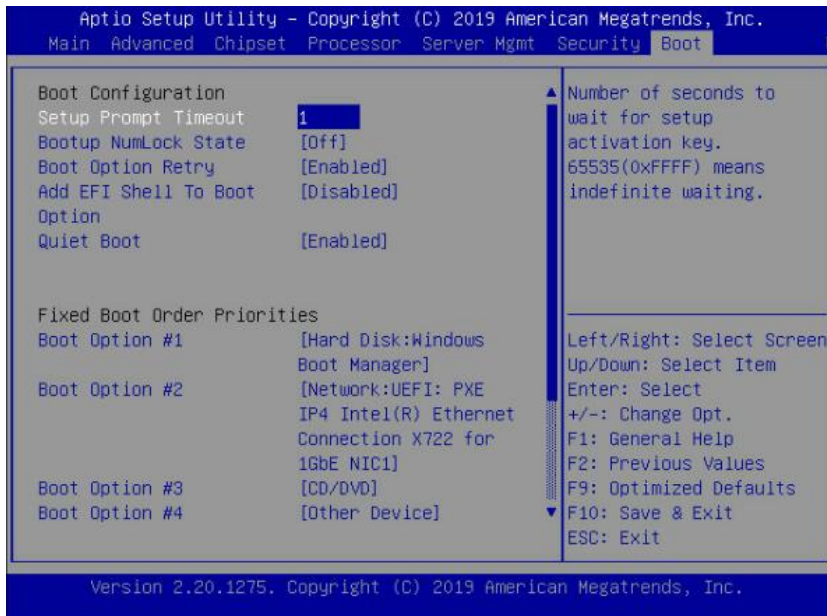 Aptio Setup Utility – Copyright (C) 2019 American Megatrends, Inc.
Main Advanced Chipset Processor Server Mgmt Security Boot
Boot Configuration
Setup Prompt Timeout 1
Bootup NumLock State [Off]
Boot Option Retry [Enabled]
Add EFI Shell To Boot [Disabled]
Option
Quiet Boot [Enabled]
Fixed Boot Order Priorities
Boot Option #1 [Hard Disk:Windows
Boot Manager]
Boot Option #2 [Network:UEFI: PXE
IP4 Intel(R) Ethernet
Connection X722 for
1GbE NIC1]
Boot Option #3 [CD/DVD]
Boot Option #4 [Other Device]
Number of seconds to
wait for setup
activation key.
65535(0xFFFF) means
indefinite waiting.
Left/Right: Select Screen
Up/Down: Select Item
Enter: Select
+/-: Change Opt.
F1: General Help
F2: Previous Values
F9: Optimized Defaults
F10: Save & Exit
ESC: Exit
Version 2.20.1275. Copyright (C) 2019 American Megatrends, Inc.